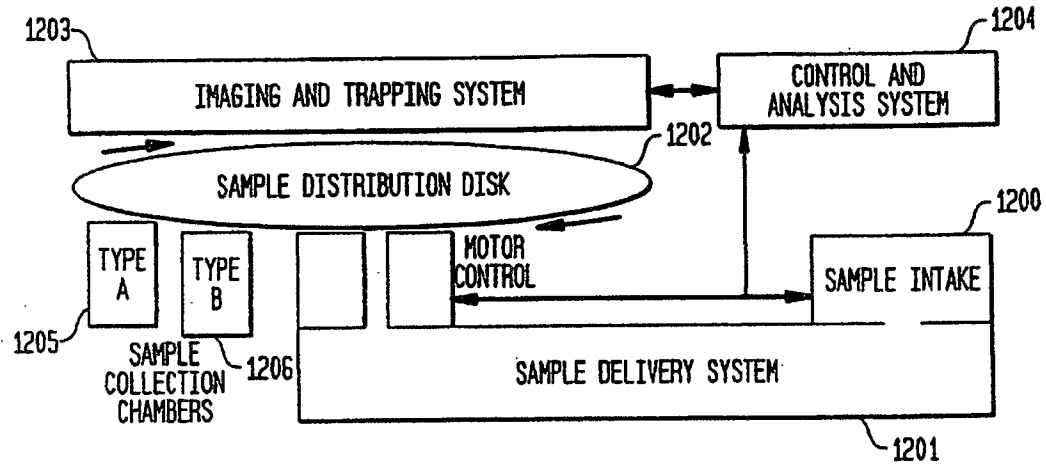 1203
1204
IMAGING AND TRAPPING SYSTEM
CONTROL AND
ANALYSIS SYSTEM
1202
SAMPLE DISTRIBUTION DISK
1200
TYPE
A
TYPE
B
MOTOR
CONTROL
SAMPLE INTAKE
1205
1206
SAMPLE
COLLECTION
CHAMBERS
SAMPLE DELIVERY SYSTEM
1201